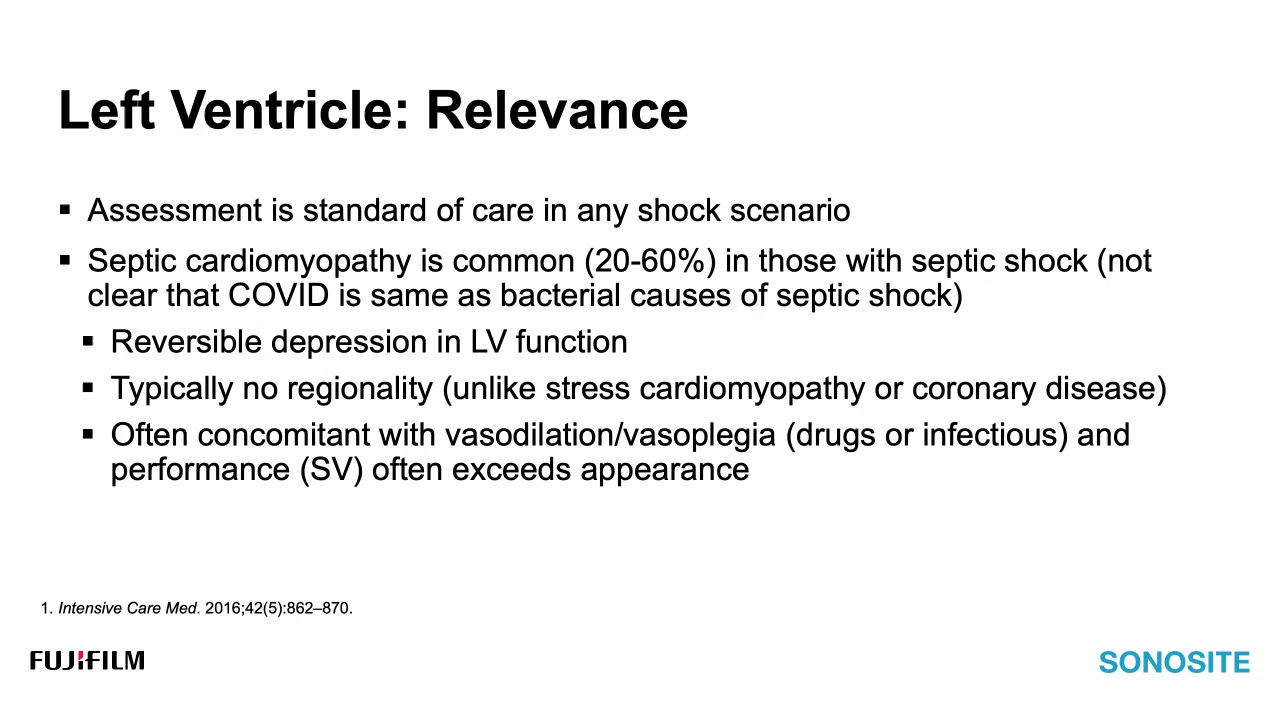 Left Ventricle: Relevance
▪ Assessment is standard of care in any shock scenario
▪ Septic cardiomyopathy is common (20-60%) in those with septic shock (not
clear that COVID is same as bacterial causes of septic shock)
▪ Reversible depression in LV function
▪ Typically no regionality (unlike stress cardiomyopathy or coronary disease)
▪ Often concomitant with vasodilation/vasoplegia (drugs or infectious) and
performance (SV) often exceeds appearance
1. Intensive Care Med. 2016;42(5):862–870.
FUJIFILM
SONOSITE